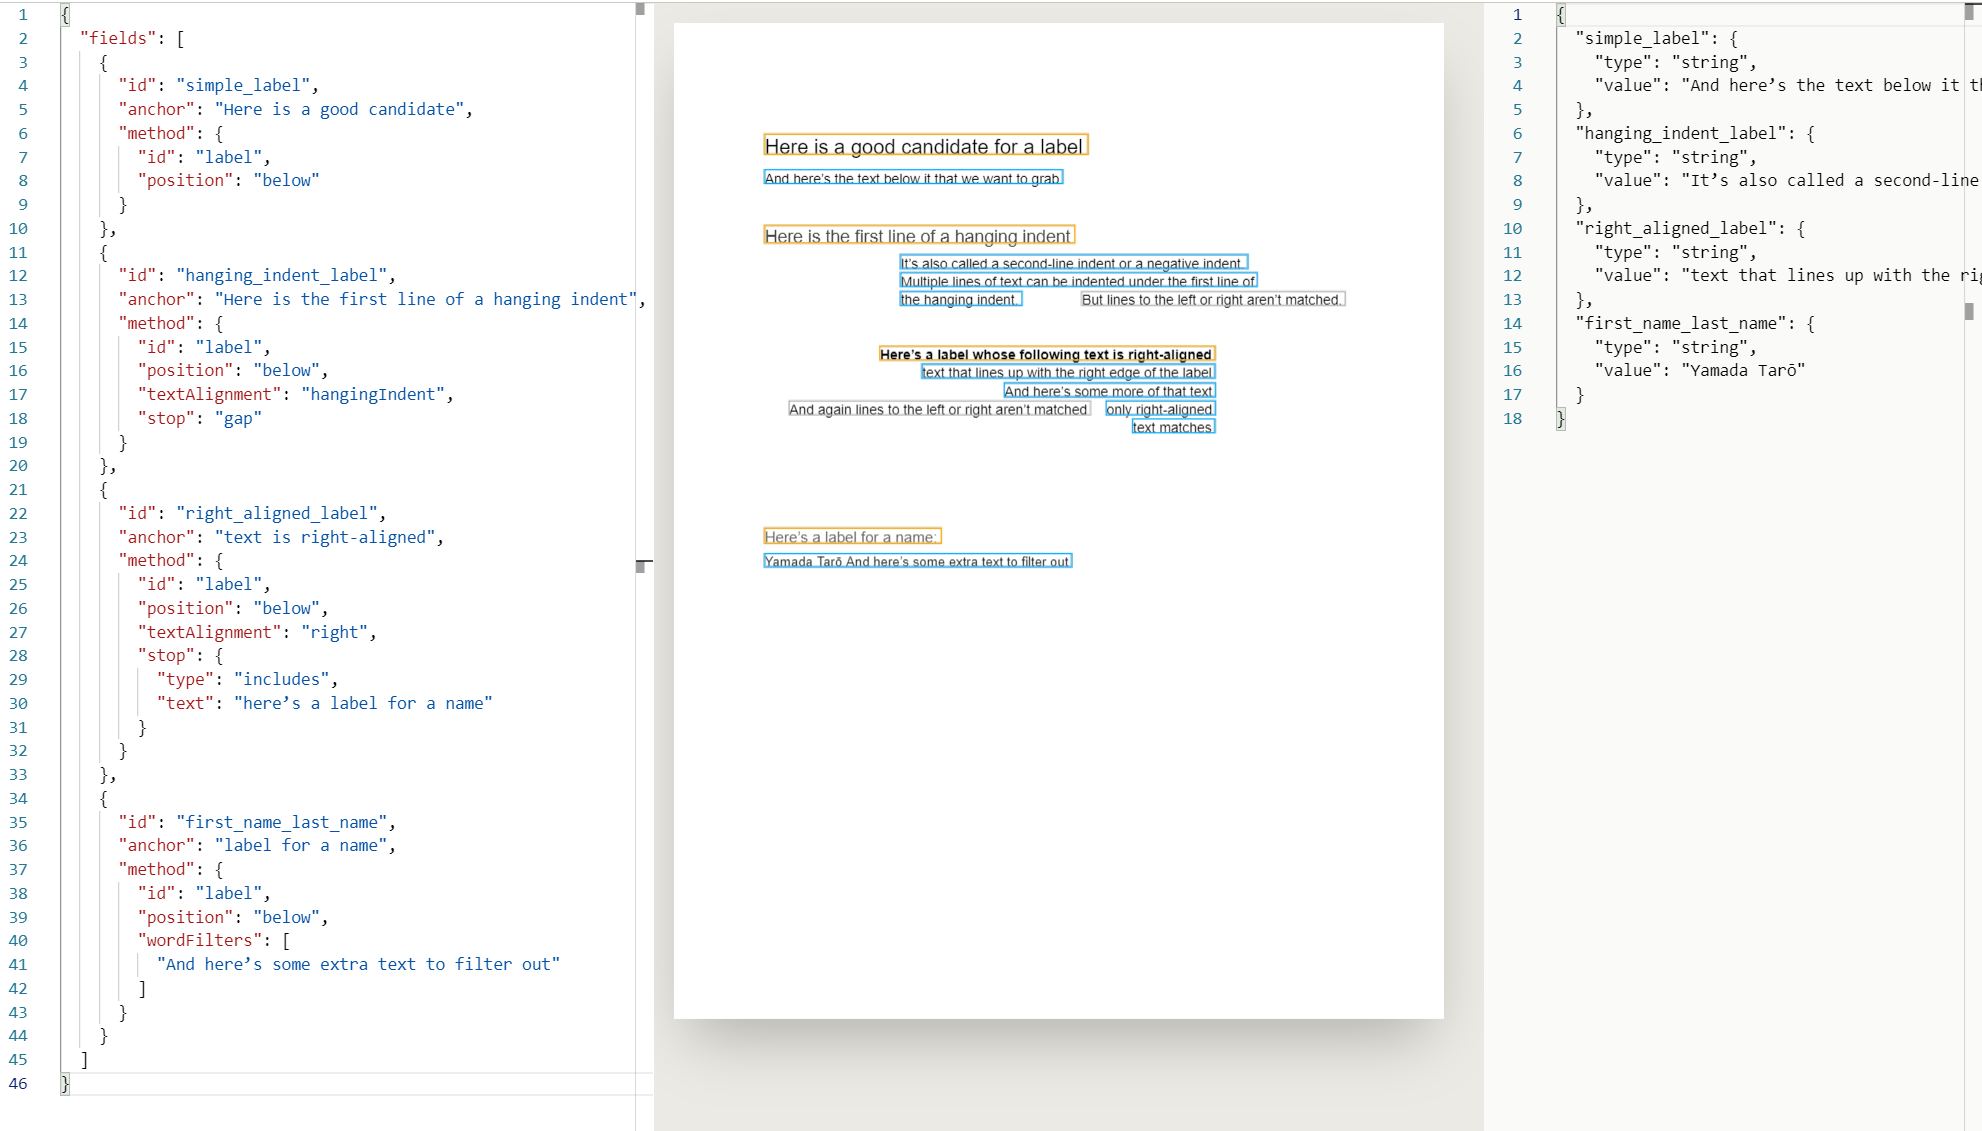 1 {
2 "fields": [
3 {
4 "id": "simple_label",
5 "anchor": "Here is a good candidate",
6 "method": {
7 "id": "label",
8 "position": "below"
9 }
10 },
11 {
12 "id": "hanging_indent_label",
13 "anchor": "Here is the first line of a hanging indent",
14 "method": {
15 "id": "label",
16 "position": "below",
17 "textAlignment": "hangingIndent",
18 "stop": "gap"
19 }
20 },
21 {
22 "id": "right_aligned_label",
23 "anchor": "text is right-aligned",
24 "method": {
25 "id": "label",
26 "position": "below",
27 "textAlignment": "right",
28 "stop": {
29 "type": "includes",
30 "text": "here’s a label for a name"
31 }
32 }
33 },
34 {
35 "id": "first_name_last_name",
36 "anchor": "label for a name",
37 "method": {
38 "id": "label",
39 "position": "below",
40 "wordFilters": [
41 "And here’s some extra text to filter out"
42 ]
43 }
44 }
45 ]
46 }
Here is a good candidate for a label
And here’s the text below it that we want to grab
Here is the first line of a hanging indent
It’s also called a second-line indent or a negative indent.
Multiple lines of text can be indented under the first line of
the hanging indent. But lines to the left or right aren’t matched.
Here’s a label whose following text is right-aligned
text that lines up with the right edge of the label
And here’s some more of that text
And again lines to the left or right aren’t matched only right-aligned
text matches
Here’s a label for a name:
Yamada Tarō And here’s some extra text to filter out
1 {
2 "simple_label": {
3 "type": "string",
4 "value": "And here’s the text below it
5 },
6 "hanging_indent_label": {
7 "type": "string",
8 "value": "It’s also called a second-line
9 },
10 "right_aligned_label": {
11 "type": "string",
12 "value": "text that lines up with the
13 },
14 "first_name_last_name": {
15 "type": "string",
16 "value": "Yamada Tarō"
17 }
18 }